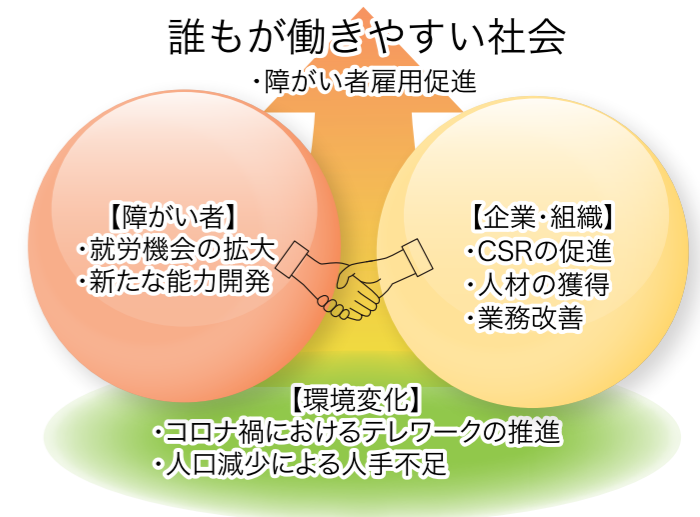 誰もが働きやすい社会
・障がい者雇用促進
【障がい者】
・就労機会の拡大
・新たな能力開発
【企業・組織】
・CSRの促進
・人材の獲得
・業務改善
【環境変化】
・コロナ禍におけるテレワークの推進
・人口減少による人手不足